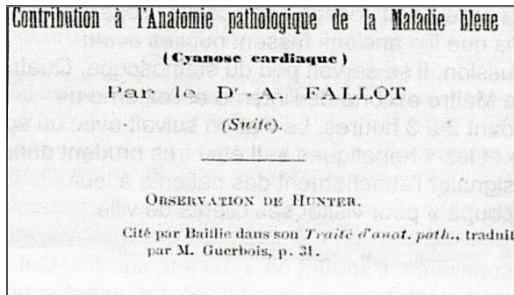 Contribution à l'Anatomie pathologique de la Maladie bleue
(Cyanose cardiaque)
Par le Dr A. FALLOT
(Suite).
OBSERVATION DE HUNTER.
Cité par Baillie dans son Traité d'anat. path., traduit
par M. Guerbois, p. 31.